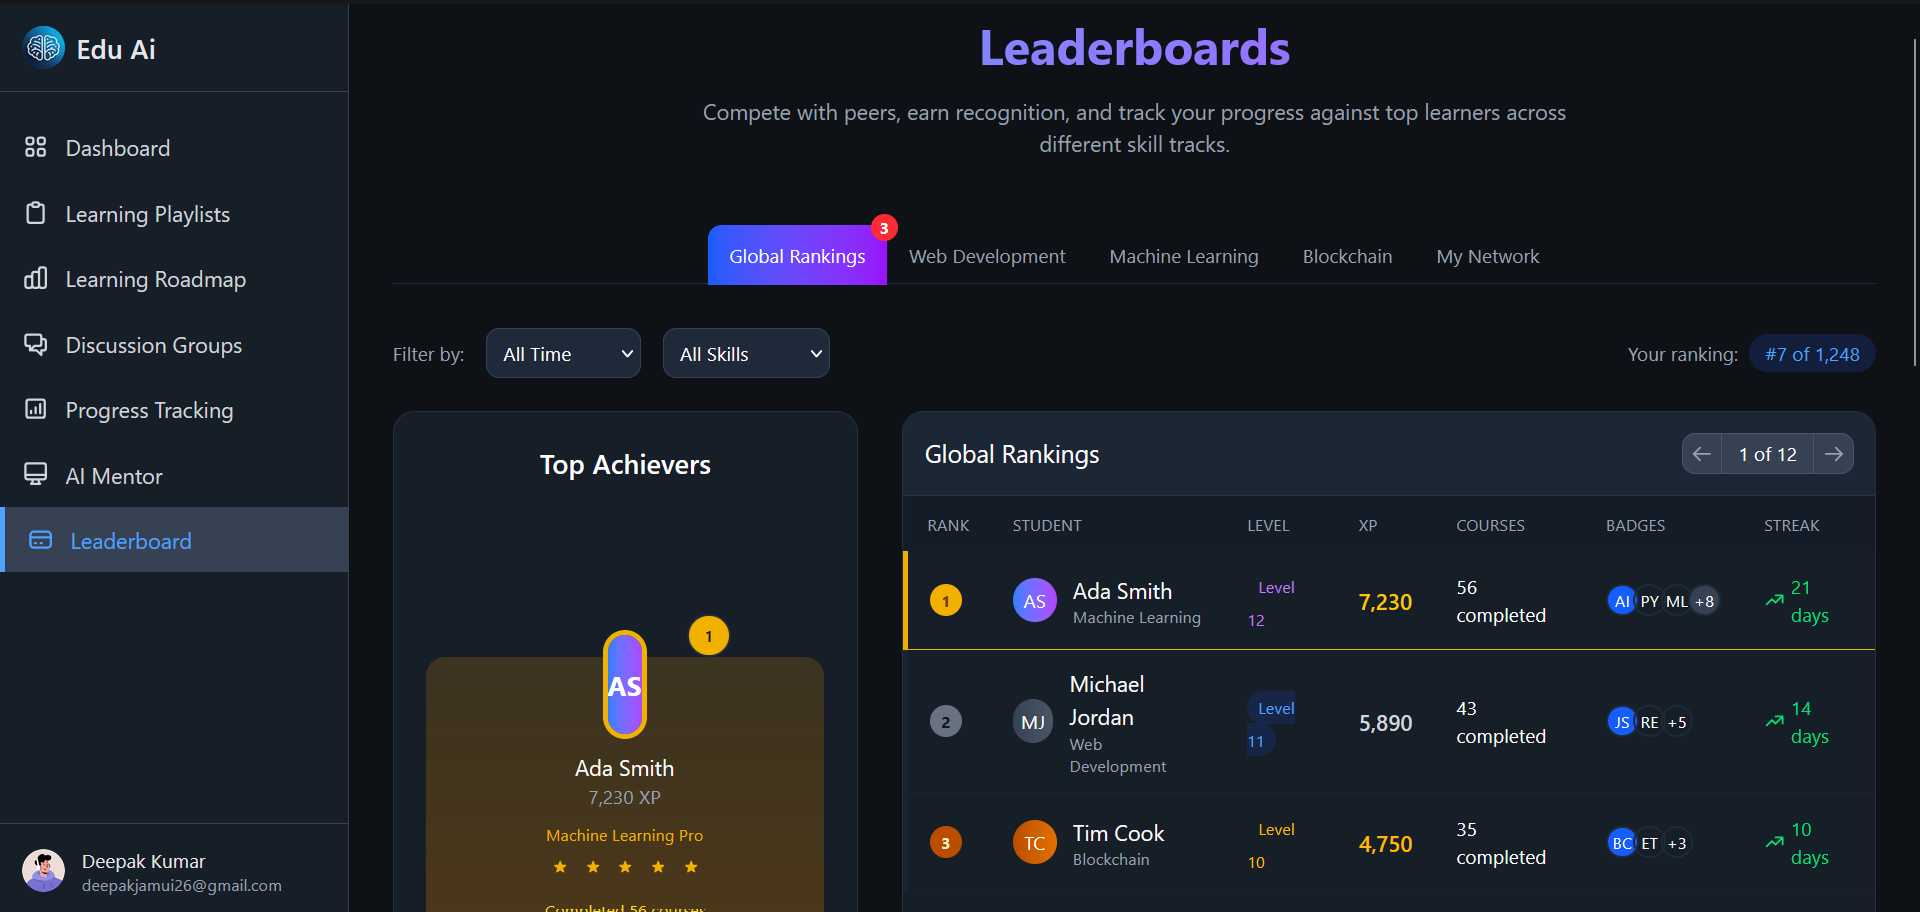 Edu Ai
Dashboard
Learning Playlists
Learning Roadmap
Discussion Groups
Progress Tracking
AI Mentor
Leaderboard
Deepak Kumar
deepakjamui26@gmail.com
Leaderboards
Compete with peers, earn recognition, and track your progress against top learners across
different skill tracks.
Global Rankings 3 Web Development Machine Learning Blockchain My Network
Filter by: All Time All Skills Your ranking: #7 of 1,248
Top Achievers
1
AS
Ada Smith
7,230 XP
Machine Learning Pro
Completed 56 courses
Global Rankings 1 of 12
RANK STUDENT LEVEL XP COURSES BADGES STREAK
1 AS Ada Smith
Machine Learning
Level
12
7,230
56
completed
AI PY ML +8
21
days
2 MJ Michael
Jordan
Web
Development
Level
11
5,890
43
completed
JS RE +5
14
days
3 TC Tim Cook
Blockchain
Level
10
4,750
35
completed
BC ET +3
10
days